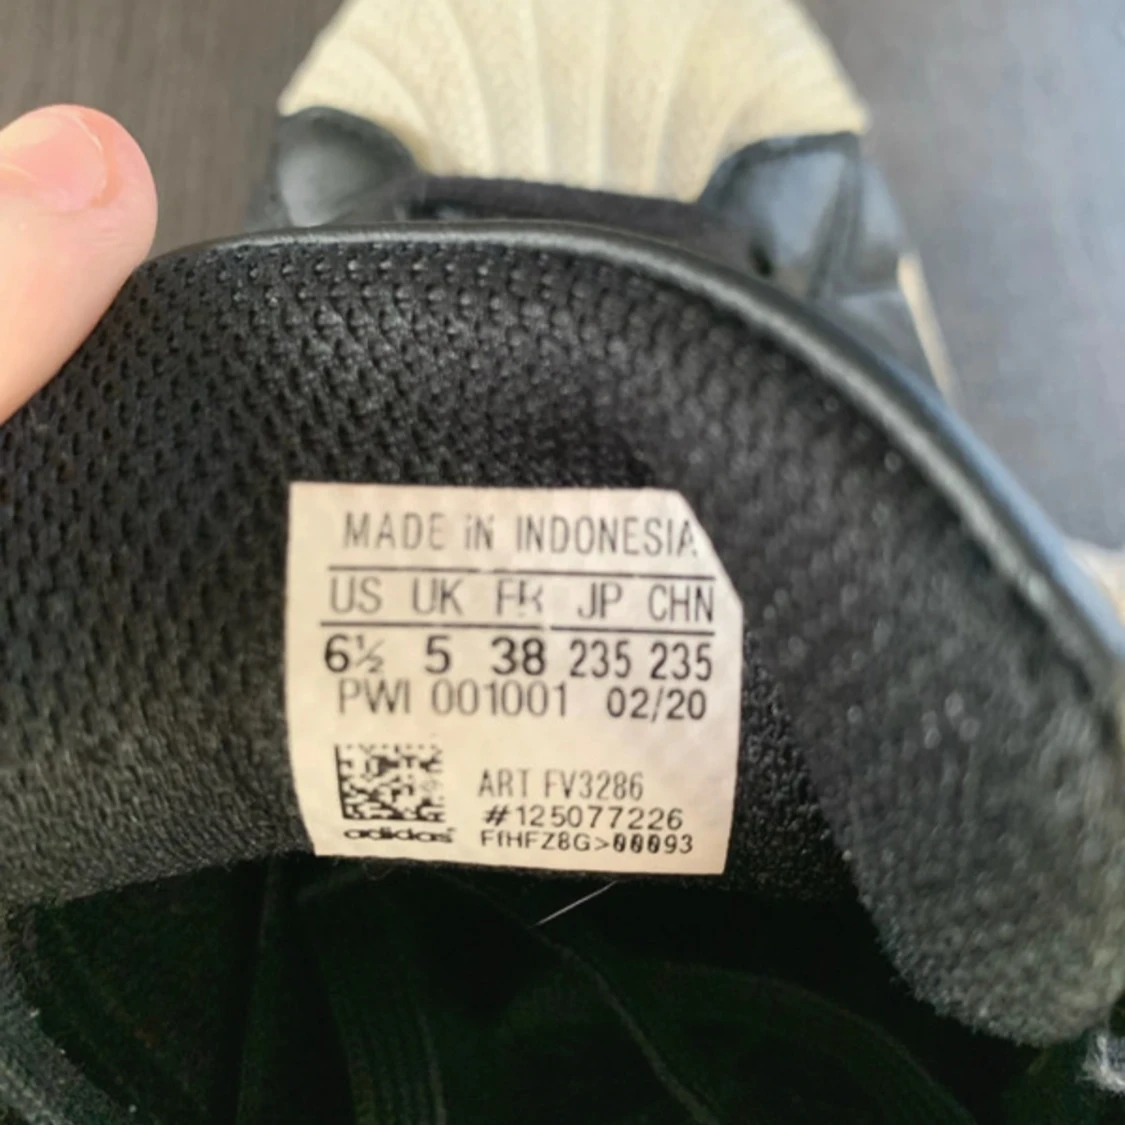 MADE iN INDONESIA
US UK FR JP CHN
6½ 5 38 235 235
PWI 001001 02/20
ART FV3286
#125077226
adidas
FfHFZ8G>00093